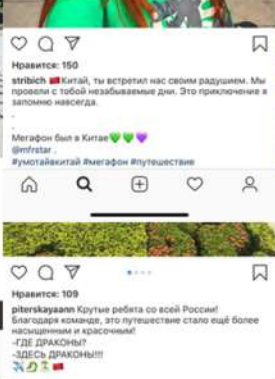 Нравится: 150
stribich 🇨🇳Китай, ты встретил нас своим радушием. Мы
провели с тобой незабываемые дни. Это приключение я
запомню навсегда.
.
.
Мегафон был в Китае💚💚💜
@mfrstar .
#умотайвкитай #мегафон #путешествие
Нравится: 109
piterskayaann Крутые ребята со всей России!
Благодаря команде, это путешествие стало ещё более
насыщенным и красочным!
-ГДЕ ДРАКОНЫ?
-ЗДЕСЬ ДРАКОНЫ!!!